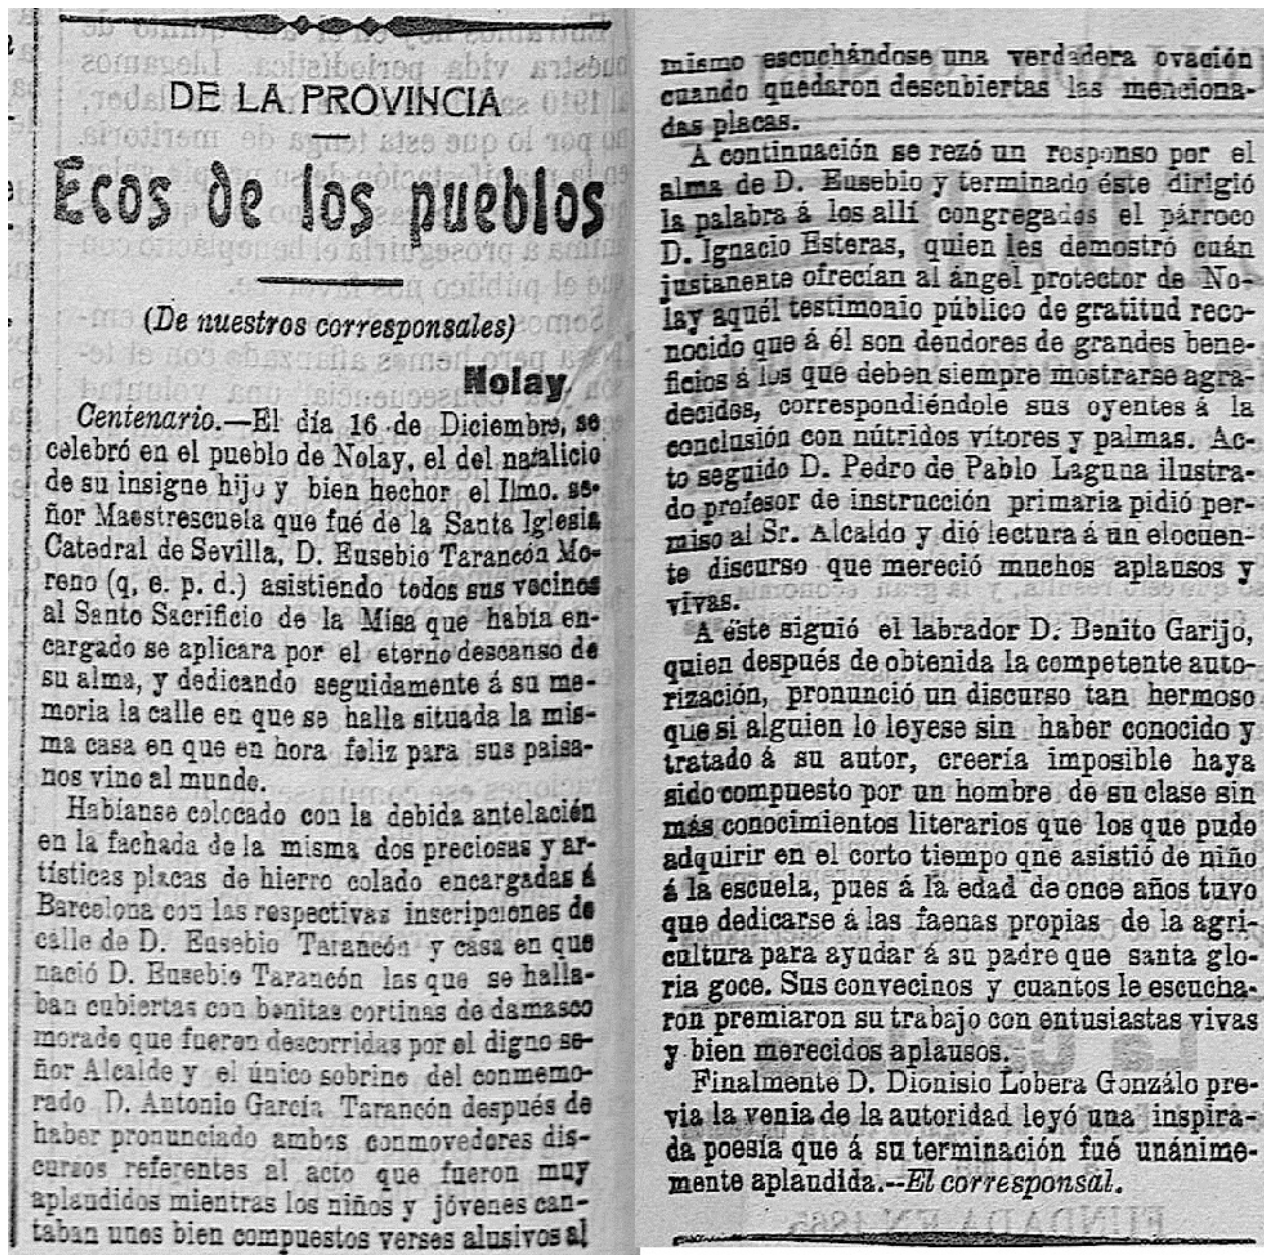 DE LA PROVINCIA
Ecos de los pueblos
(De nuestros corresponsales)
Nolay
Centenario.—El día 16 de Diciembre, se
celebró en el pueblo de Nolay, el del natalicio
de su insigne hijo y bien hechor el Ilmo. se-
ñor Maestrescuela que fué de la Santa Iglesia
Catedral de Sevilla, D. Eusebio Tarancón Mo-
reno (q. e. p. d.) asistiendo todos sus vecinos
al Santo Sacrificio de la Misa que había en-
cargado se aplicara por el eterno descanso de
su alma, y dedicando seguidamente á su me-
moria la calle en que se halla situada la mis-
ma casa en que en hora feliz para sus paisa-
nos vino al mundo.
Habíanse colocado con la debida antelación
en la fachada de la misma dos preciosas y ar-
tísticas placas de hierro colado encargadas á
Barcelona con las respectivas inscripciones de
calle de D. Eusebio Tarancón y casa en que
nació D. Eusebio Tarancón las que se halla-
ban cubiertas con bonitas cortinas de damasco
morado que fueron descorridas por el digno se-
ñor Alcalde y el único sobrino del conmemo-
rado D. Antonio García Tarancón después de
haber pronunciado ambos conmovedores dis-
cursos referentes al acto que fueron muy
aplaudidos mientras los niños y jóvenes can-
taban unos bien compuestos verses alusivos al
mismo escuchándose una verdadera ovación
cuando quedaron descubiertas las menciona-
das placas.
A continuación se rezó un responso por el
alma de D. Eusebio y terminado éste dirigió
la palabra á los allí congregados el párroco
D. Ignacio Esteras, quien les demostró cuán
justanente ofrecían al ángel protector de No-
lay aquél testimonio público de gratitud reco-
nocido que á él son deudores de grandes bene-
ficios á los que deben siempre mostrarse agra-
decidos, correspondiéndole sus oyentes á la
conclusión con nútridos vítores y palmas. Ac-
to seguido D. Pedro de Pablo Laguna ilustra-
do profesor de instrucción primaria pidió per-
miso al Sr. Alcaldo y dió lectura á un elocuen-
te discurso que mereció muchos aplausos y
vivas.
A éste siguió el labrador D. Benito Garijo,
quien después de obtenida la competente auto-
rización, pronunció un discurso tan hermoso
que si alguien lo leyese sin haber conocido y
tratado á su autor, creería imposible haya
sido compuesto por un hombre de su clase sin
más conocimientos literarios que los que pudo
adquirir en el corto tiempo qne asistió de niño
á la escuela, pues á la edad de once años tuvo
que dedicarse á las faenas propias de la agri-
cultura para ayudar á su padre que santa glo-
ria goce. Sus convecinos y cuantos le escucha-
ron premiaron su trabajo con entusiastas vivas
y bien merecidos aplausos.
Finalmente D. Dionisio Lobera Gonzálo pre-
via la venia de la autoridad leyó una inspira-
da poesía que á su terminación fué unánime-
mente aplaudida.--El corresponsal.